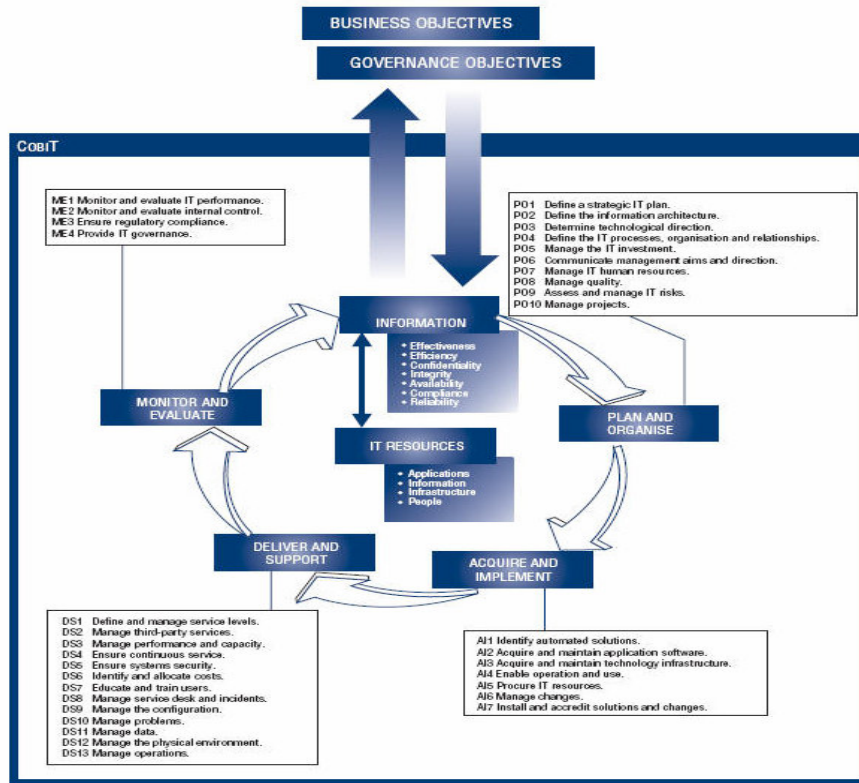 BUSINESS OBJECTIVES
GOVERNANCE OBJECTIVES
COBIT
ME1 Monitor and evaluate IT performance.
ME2 Monitor and evaluate internal control.
ME3 Ensure regulatory compliance.
ME4 Provide IT governance.
PO1 Define a strategic IT plan.
PO2 Define the information architecture.
PO3 Determine technological direction.
PO4 Define the IT processes, organisation and relationships.
PO5 Manage the IT investment.
PO6 Communicate management aims and direction.
PO7 Manage IT human resources.
PO8 Manage quality.
PO9 Assess and manage IT risks.
PO10 Manage projects.
INFORMATION
Effectiveness
Efficiency
Confidentiality
Integrity
Availability
Compliance
Reliability
MONITOR AND
EVALUATE
PLAN AND
ORGANISE
IT RESOURCES
Applications
Information
Infrastructure
People
DELIVER AND
SUPPORT
ACQUIRE AND
IMPLEMENT
DS1 Define and manage service levels.
DS2 Manage third-party services.
DS3 Manage performance and capacity.
DS4 Ensure continuous service.
DS5 Ensure systems security.
DS6 Identify and allocate costs.
DS7 Educate and train users.
DS8 Manage service desk and incidents.
DS9 Manage the configuration.
DS10 Manage problems.
DS11 Manage data.
DS12 Manage the physical environment.
DS13 Manage operations.
AI1 Identify automated solutions.
AI2 Acquire and maintain application software.
AI3 Acquire and maintain technology infrastructure.
AI4 Enable operation and use.
AI5 Procure IT resources.
AI6 Manage changes.
AI7 Install and accredit solutions and changes.